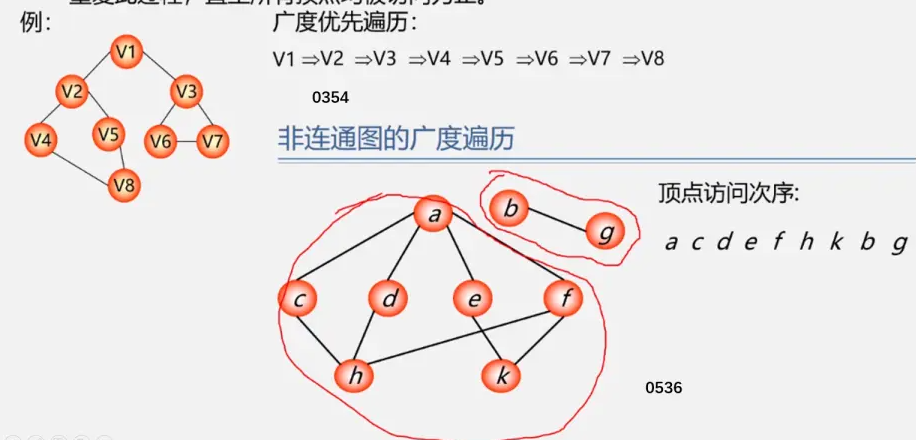 例：
广度优先遍历：
V1 ⇒V2 ⇒V3 ⇒V4 ⇒V5 ⇒V6 ⇒V7 ⇒V8
V1
V2
V3
V4
V5
V6
V7
V8
0354
非连通图的广度遍历
顶点访问次序:
a c d e f h k b g
a
b
g
c
d
e
f
h
k
0536